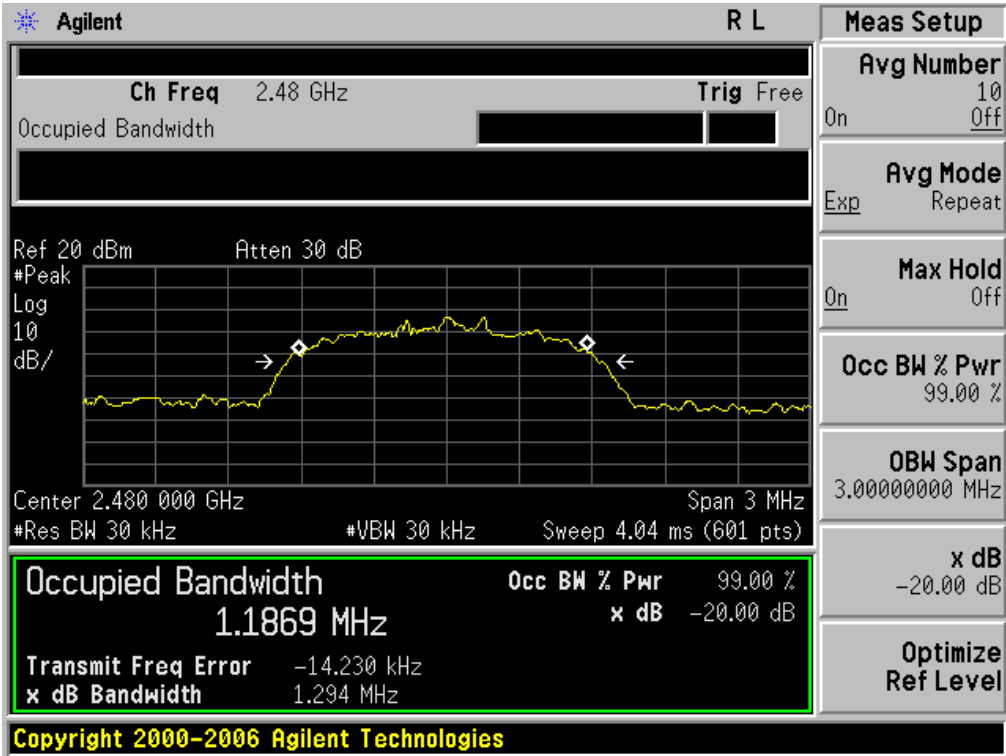 Agilent R L
Ch Freq 2.48 GHz Trig Free
Occupied Bandwidth
Ref 20 dBm Atten 30 dB
#Peak
Log
10
dB/
Center 2.480 000 GHz Span 3 MHz
#Res BW 30 kHz #VBW 30 kHz Sweep 4.04 ms (601 pts)
Occupied Bandwidth
1.1869 MHz
Occ BW % Pwr 99.00 %
x dB -20.00 dB
Transmit Freq Error -14.230 kHz
x dB Bandwidth 1.294 MHz
Copyright 2000-2006 Agilent Technologies
Meas Setup
Avg Number
10
On Off
Avg Mode
Exp Repeat
Max Hold
On Off
Occ BW % Pwr
99.00 %
OBW Span
3.00000000 MHz
x dB
-20.00 dB
Optimize
Ref Level